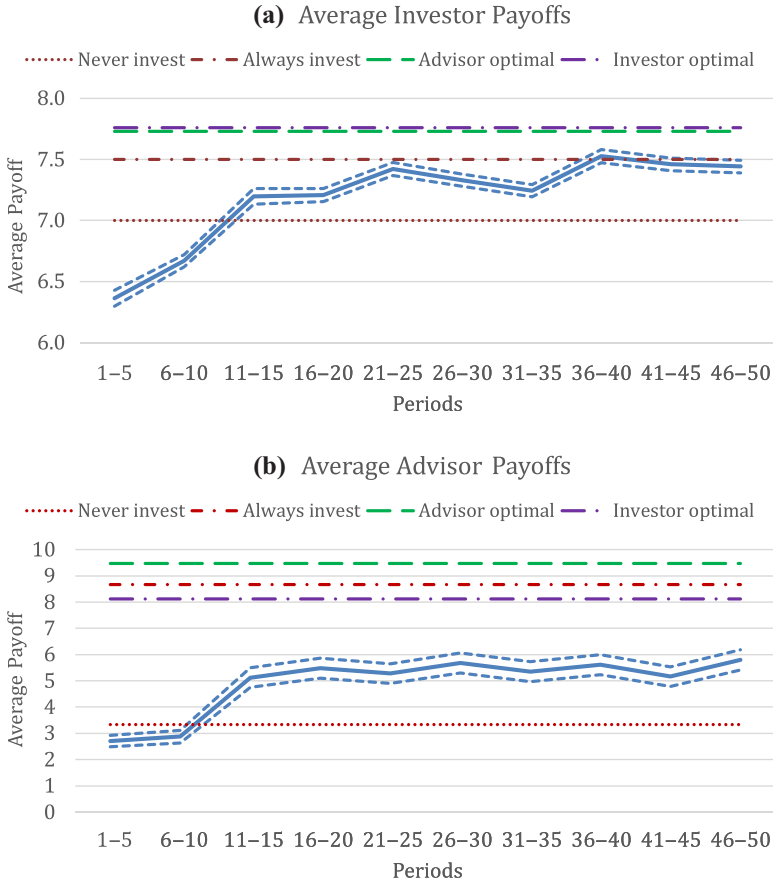 (a) Average Investor Payoffs
Never invest Always invest Advisor optimal Investor optimal
8.0
7.5
7.0
6.5
6.0
Average Payoff
1–5 6–10 11–15 16–20 21–25 26–30 31–35 36–40 41–45 46–50
Periods
(b) Average Advisor Payoffs
Never invest Always invest Advisor optimal Investor optimal
10
9
8
7
6
5
4
3
2
1
0
Average Payoff
1–5 6–10 11–15 16–20 21–25 26–30 31–35 36–40 41–45 46–50
Periods